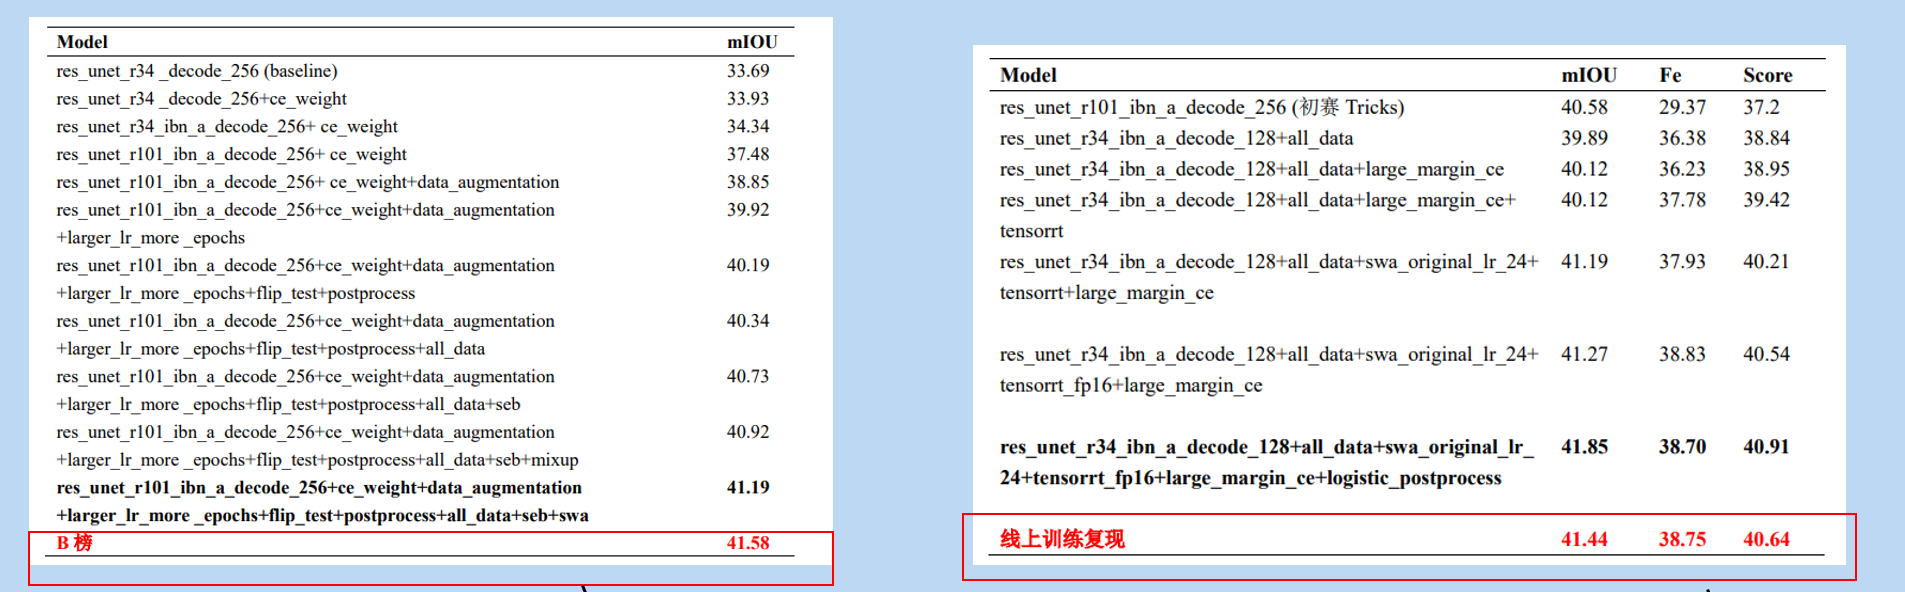 Model mIOU
res_unet_r34 _decode_256 (baseline) 33.69
res_unet_r34 _decode_256+ce_weight 33.93
res_unet_r34_ibn_a_decode_256+ ce_weight 34.34
res_unet_r101_ibn_a_decode_256+ ce_weight 37.48
res_unet_r101_ibn_a_decode_256+ ce_weight+data_augmentation 38.85
res_unet_r101_ibn_a_decode_256+ce_weight+data_augmentation 39.92
+larger_lr_more _epochs
res_unet_r101_ibn_a_decode_256+ce_weight+data_augmentation 40.19
+larger_lr_more _epochs+flip_test+postprocess
res_unet_r101_ibn_a_decode_256+ce_weight+data_augmentation 40.34
+larger_lr_more _epochs+flip_test+postprocess+all_data
res_unet_r101_ibn_a_decode_256+ce_weight+data_augmentation 40.73
+larger_lr_more _epochs+flip_test+postprocess+all_data+seb
res_unet_r101_ibn_a_decode_256+ce_weight+data_augmentation 40.92
+larger_lr_more _epochs+flip_test+postprocess+all_data+seb+mixup
res_unet_r101_ibn_a_decode_256+ce_weight+data_augmentation 41.19
+larger_lr_more _epochs+flip_test+postprocess+all_data+seb+swa
B 榜 41.58
Model mIOU Fe Score
res_unet_r101_ibn_a_decode_256 (初赛 Tricks) 40.58 29.37 37.2
res_unet_r34_ibn_a_decode_128+all_data 39.89 36.38 38.84
res_unet_r34_ibn_a_decode_128+all_data+large_margin_ce 40.12 36.23 38.95
res_unet_r34_ibn_a_decode_128+all_data+large_margin_ce+ 40.12 37.78 39.42
tensorrt
res_unet_r34_ibn_a_decode_128+all_data+swa_original_lr_24+ 41.19 37.93 40.21
tensorrt+large_margin_ce
res_unet_r34_ibn_a_decode_128+all_data+swa_original_lr_24+ 41.27 38.83 40.54
tensorrt_fp16+large_margin_ce
res_unet_r34_ibn_a_decode_128+all_data+swa_original_lr_ 41.85 38.70 40.91
24+tensorrt_fp16+large_margin_ce+logistic_postprocess
线上训练复现 41.44 38.75 40.64